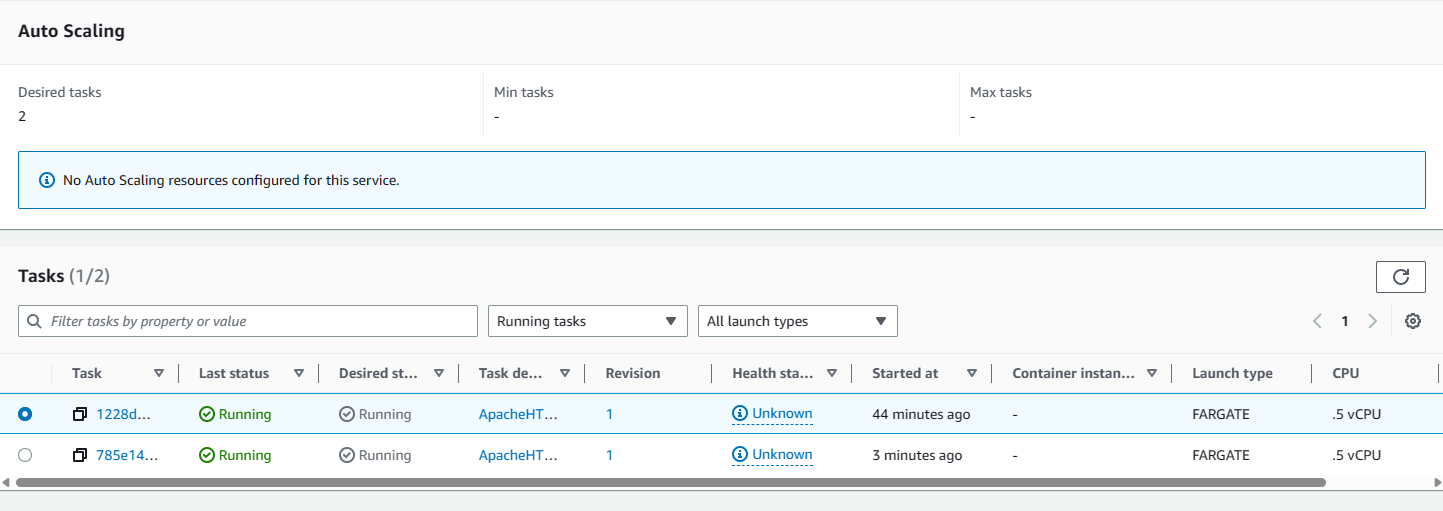 Auto Scaling
Desired tasks Min tasks Max tasks
2 - -
No Auto Scaling resources configured for this service.
Tasks (1/2)
Filter tasks by property or value Running tasks All launch types 1
Task Last status Desired st... Task de... Revision Health sta... Started at Container instan... Launch type CPU
1228d... Running Running ApacheHT... 1 Unknown 44 minutes ago - FARGATE .5 vCPU
785e14... Running Running ApacheHT... 1 Unknown 3 minutes ago - FARGATE .5 vCPU